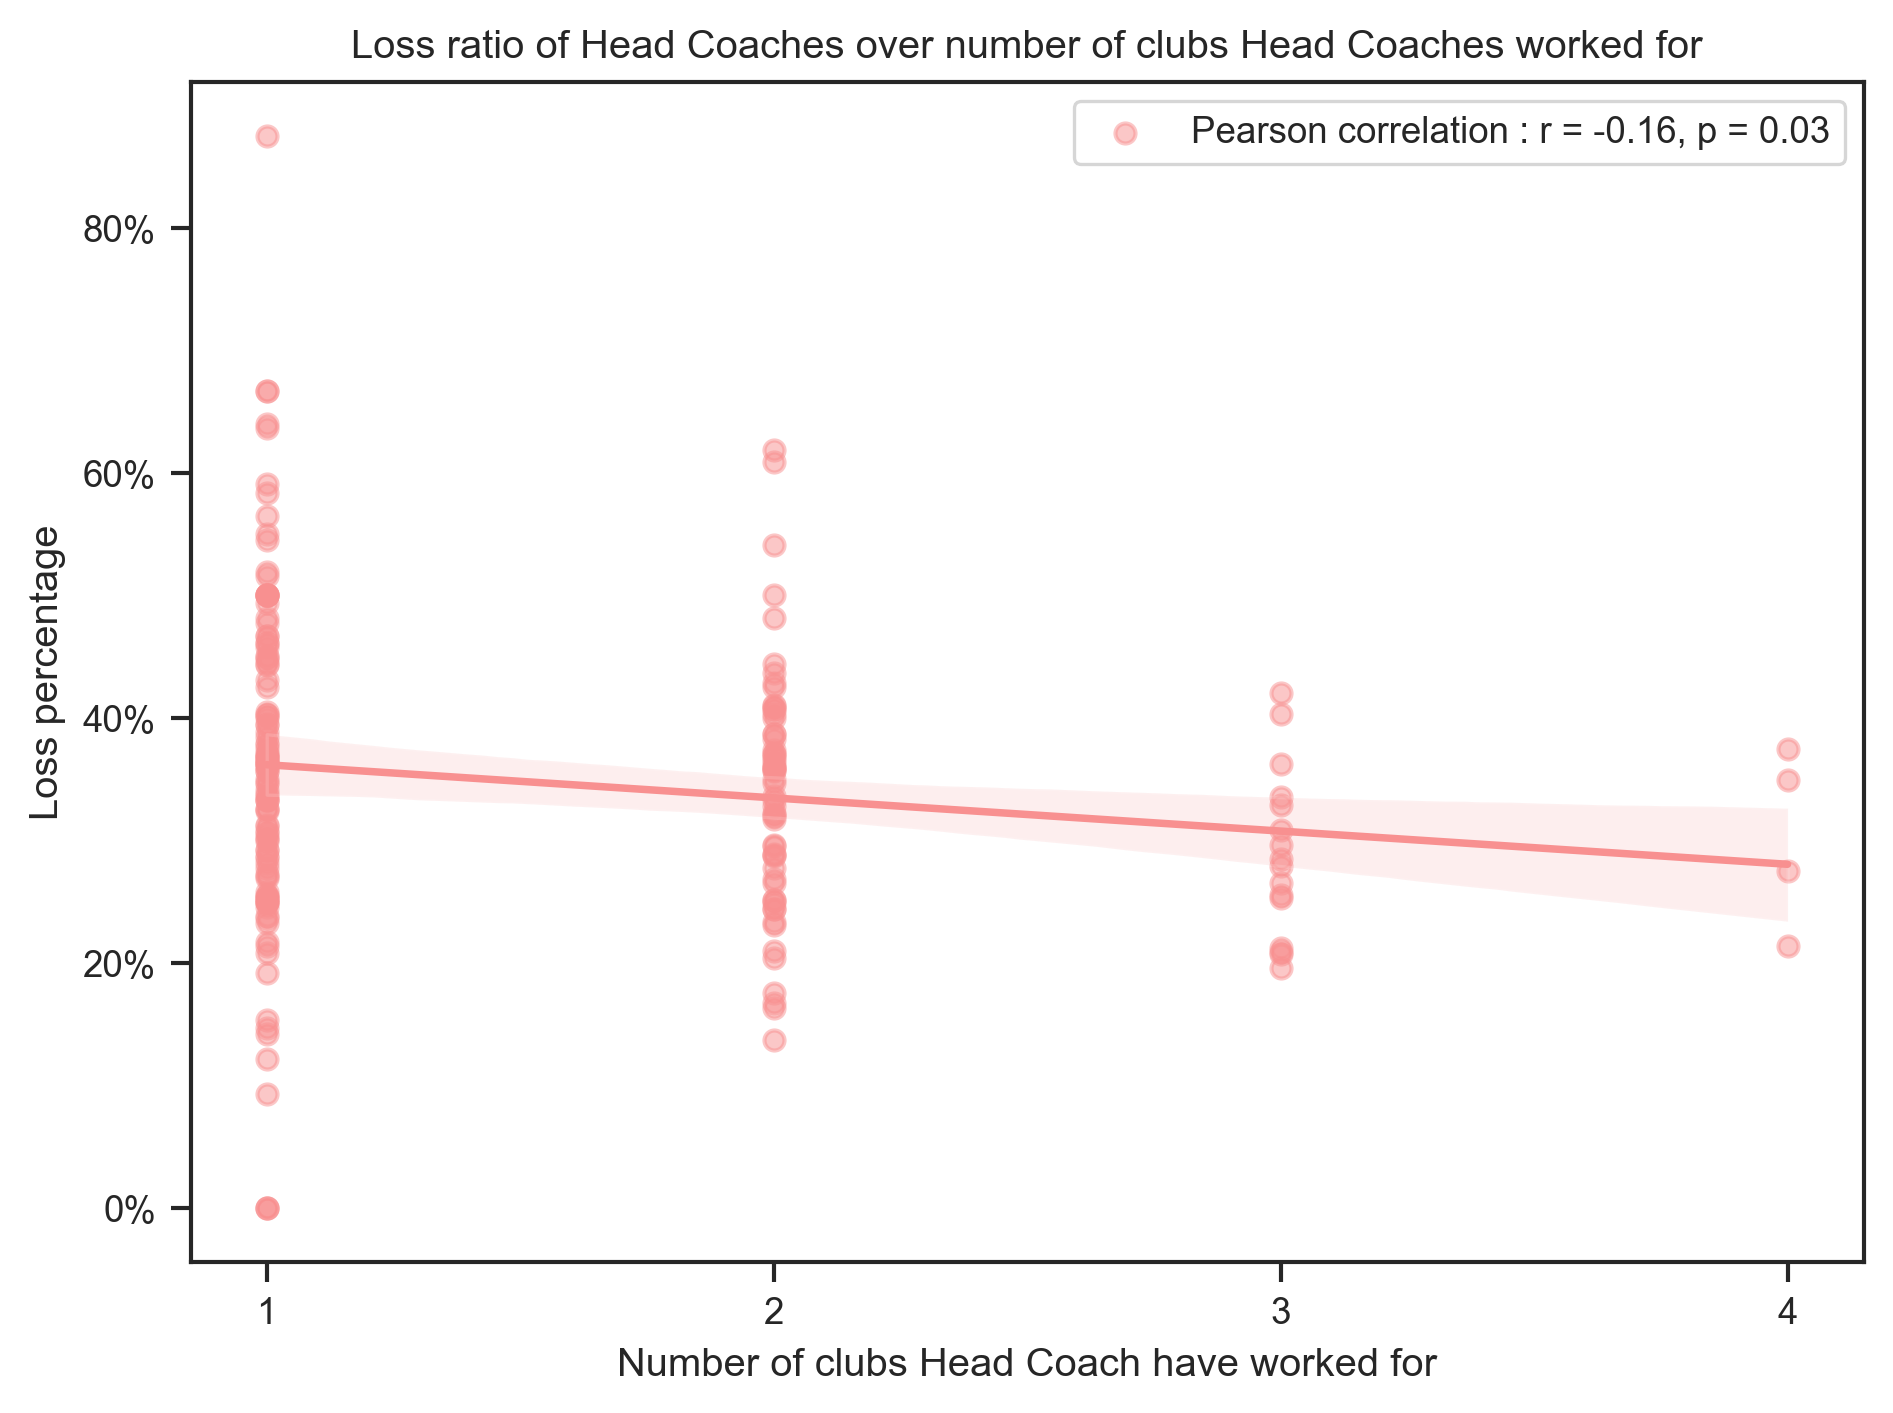 Loss ratio of Head Coaches over number of clubs Head Coaches worked for
Pearson correlation : r = -0.16, p = 0.03
Loss percentage
80%
60%
40%
20%
0%
1 2 3 4
Number of clubs Head Coach have worked for